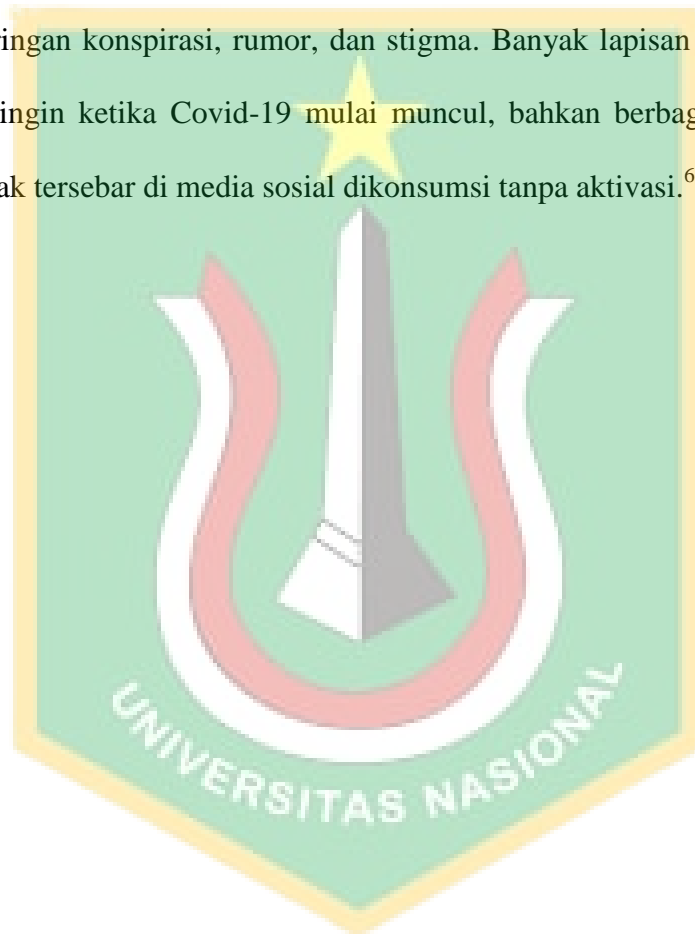 ringan konspirasi, rumor, dan stigma. Banyak lapisan
ingin ketika Covid-19 mulai muncul, bahkan berbag
ak tersebar di media sosial dikonsumsi tanpa aktivasi.6
UNIVERSITAS NASIONAL